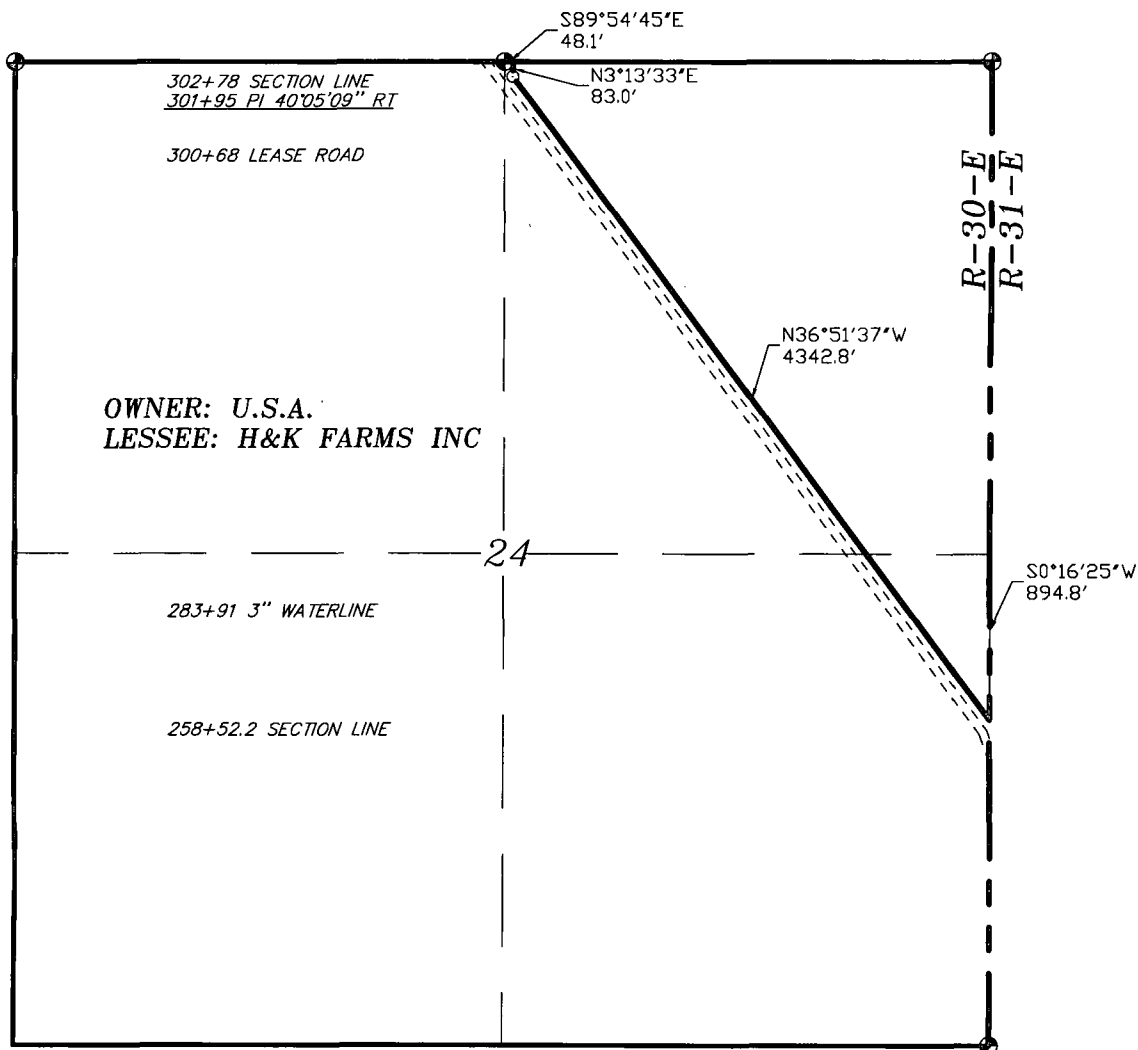 S89°54'45"E
48.1'
302+78 SECTION LINE
N3°13'33"E
301+95 PI 40°05'09" RT
83.0'
300+68 LEASE ROAD
R-30-E
R-31-E
N36°51'37"W
4342.8'
OWNER: U.S.A.
LESSEE: H&K FARMS INC
24
S0°16'25"W
894.8'
283+91 3" WATERLINE
258+52.2 SECTION LINE